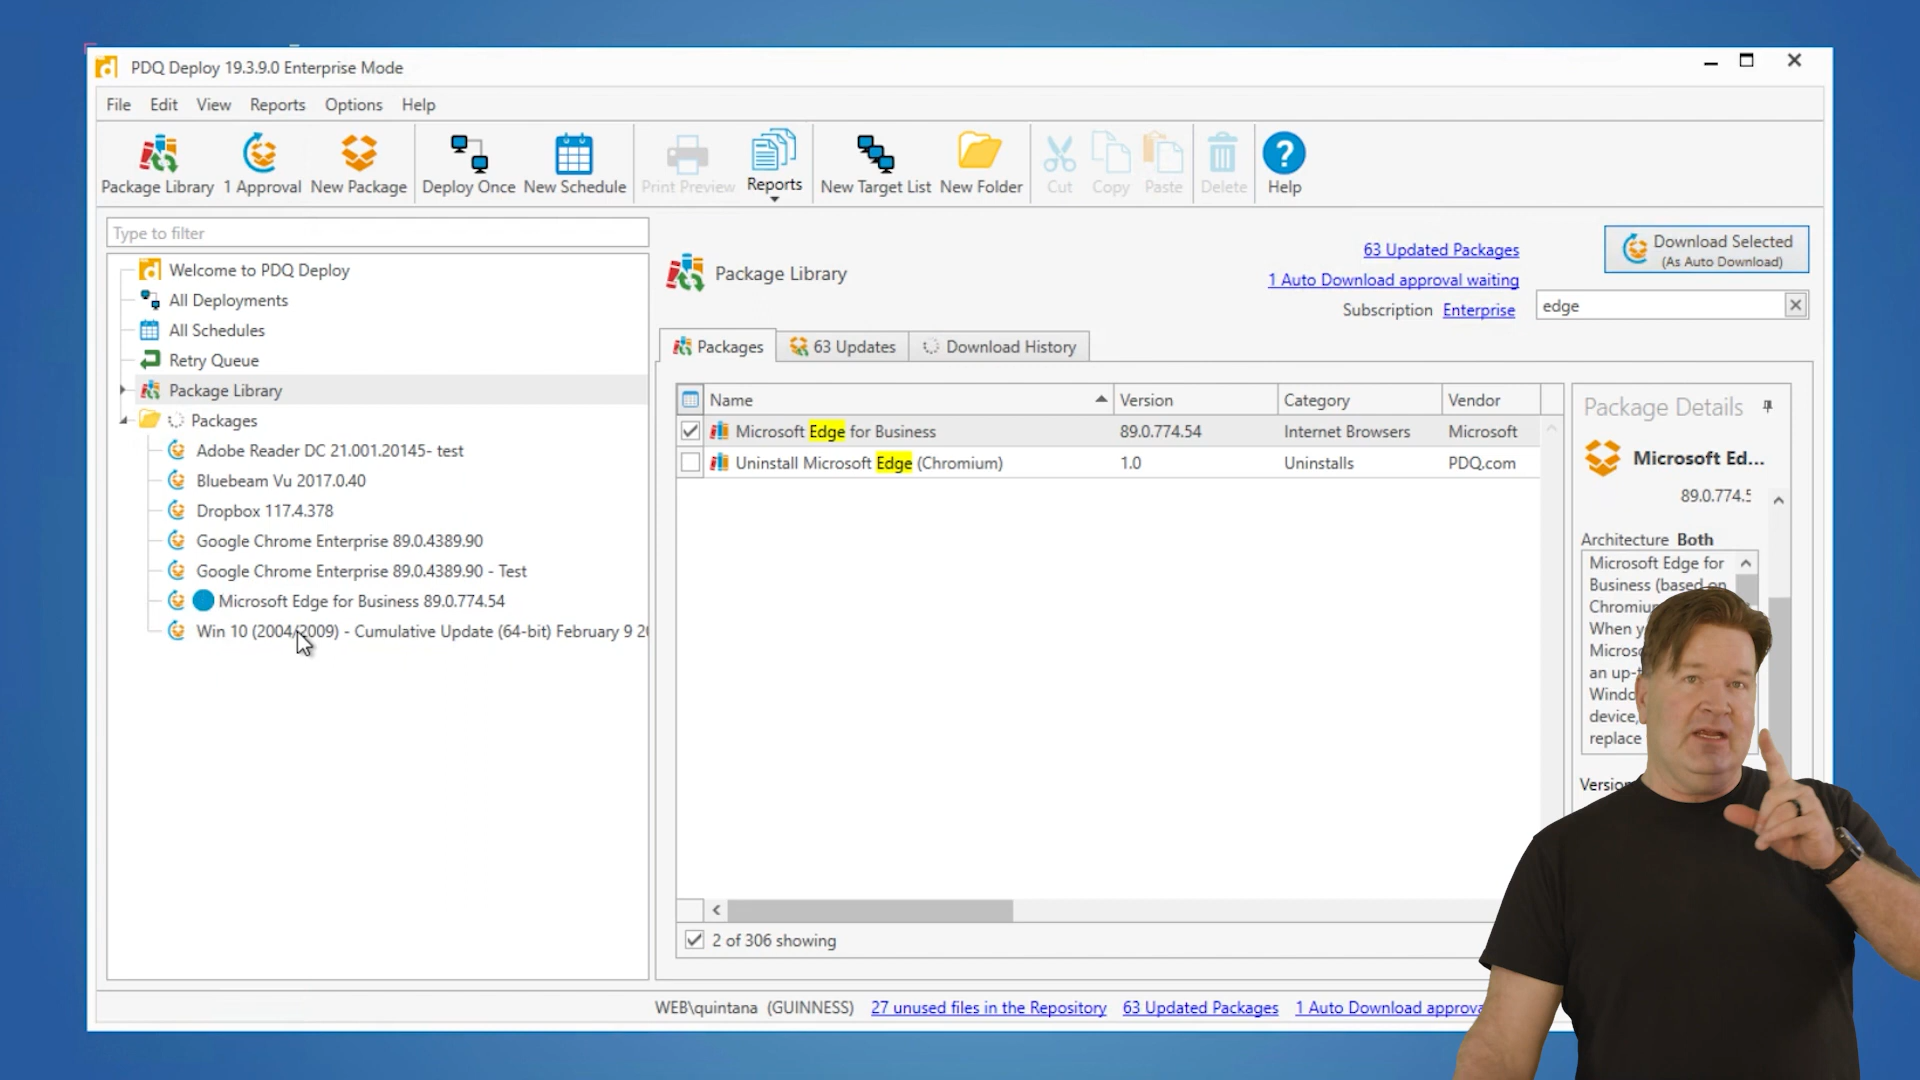 PDQ Deploy 19.3.9.0 Enterprise Mode
File Edit View Reports Options Help
Package Library 1 Approval New Package Deploy Once New Schedule Print Preview Reports New Target List New Folder Cut Copy Paste Delete Help
Type to filter
Welcome to PDQ Deploy
All Deployments
All Schedules
Retry Queue
Package Library
Packages
Adobe Reader DC 21.001.20145- test
Bluebeam Vu 2017.0.40
Dropbox 117.4.378
Google Chrome Enterprise 89.0.4389.90
Google Chrome Enterprise 89.0.4389.90 - Test
Microsoft Edge for Business 89.0.774.54
Win 10 (2004/2009) - Cumulative Update (64-bit) February 9 20
Package Library
63 Updated Packages
1 Auto Download approval waiting
Subscription Enterprise
Download Selected
(As Auto Download)
edge
Packages 63 Updates Download History
Name Version Category Vendor
Microsoft Edge for Business 89.0.774.54 Internet Browsers Microsoft
Uninstall Microsoft Edge (Chromium) 1.0 Uninstalls PDQ.com
2 of 306 showing
Package Details
Microsoft Ed...
89.0.774.5
Architecture Both
Microsoft Edge for
Business (based on
Chromiu
When y
Micros
an up-t
Windo
device,
replace
Versio
WEB\quintana (GUINNESS) 27 unused files in the Repository 63 Updated Packages 1 Auto Download approva